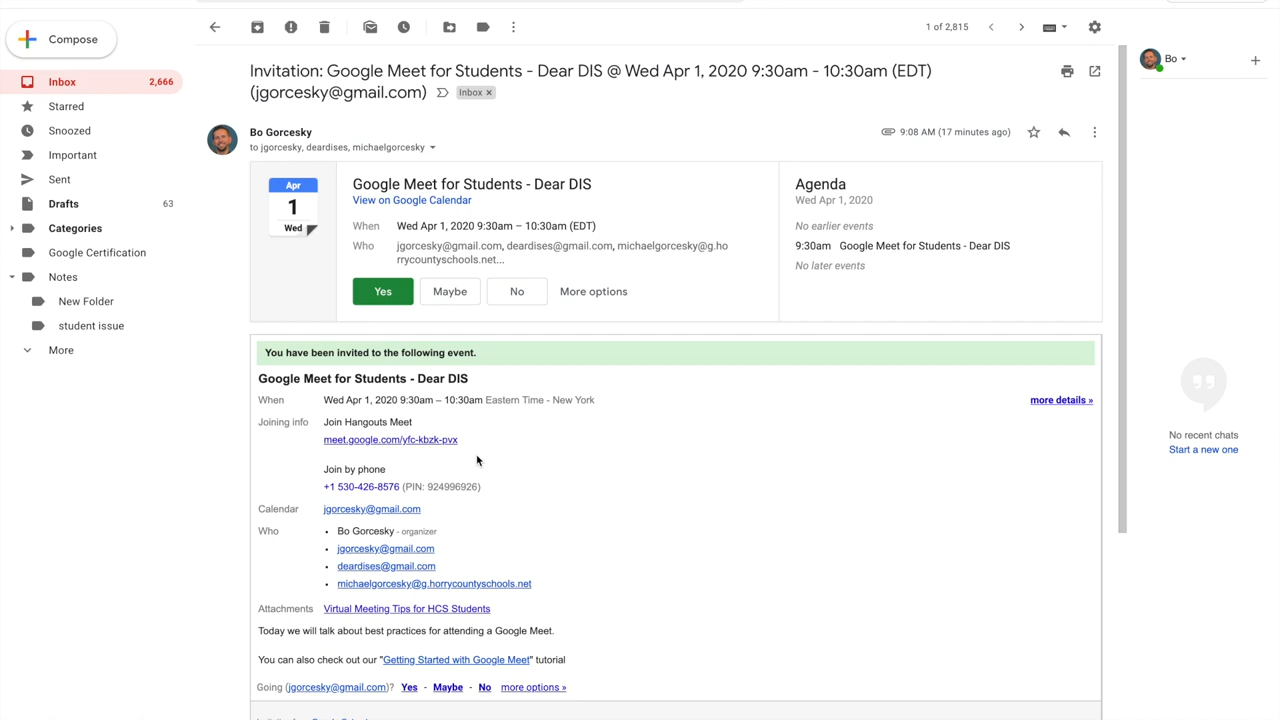 Compose
1 of 2,815
Bo
Inbox 2,666
Starred
Snoozed
Important
Sent
Drafts 63
Categories
Google Certification
Notes
New Folder
student issue
More
Invitation: Google Meet for Students - Dear DIS @ Wed Apr 1, 2020 9:30am - 10:30am (EDT)
(jgorcesky@gmail.com) Inbox x
Bo Gorcesky
9:08 AM (17 minutes ago)
to jgorcesky, deardises, michaelgorcesky
Apr
1
Wed
Google Meet for Students - Dear DIS
View on Google Calendar
When Wed Apr 1, 2020 9:30am – 10:30am (EDT)
Who jgorcesky@gmail.com, deardises@gmail.com, michaelgorcesky@g.ho
rrycountyschools.net...
Yes Maybe No More options
Agenda
Wed Apr 1, 2020
No earlier events
9:30am Google Meet for Students - Dear DIS
No later events
You have been invited to the following event.
Google Meet for Students - Dear DIS
When Wed Apr 1, 2020 9:30am – 10:30am Eastern Time - New York
more details »
Joining info Join Hangouts Meet
meet.google.com/yfc-kbzk-pvx
Join by phone
+1 530-426-8576 (PIN: 924996926)
Calendar jgorcesky@gmail.com
Who • Bo Gorcesky - organizer
• jgorcesky@gmail.com
• deardises@gmail.com
• michaelgorcesky@g.horrycountyschools.net
Attachments Virtual Meeting Tips for HCS Students
Today we will talk about best practices for attending a Google Meet.
You can also check out our "Getting Started with Google Meet" tutorial
Going (jgorcesky@gmail.com)? Yes - Maybe - No more options »
No recent chats
Start a new one